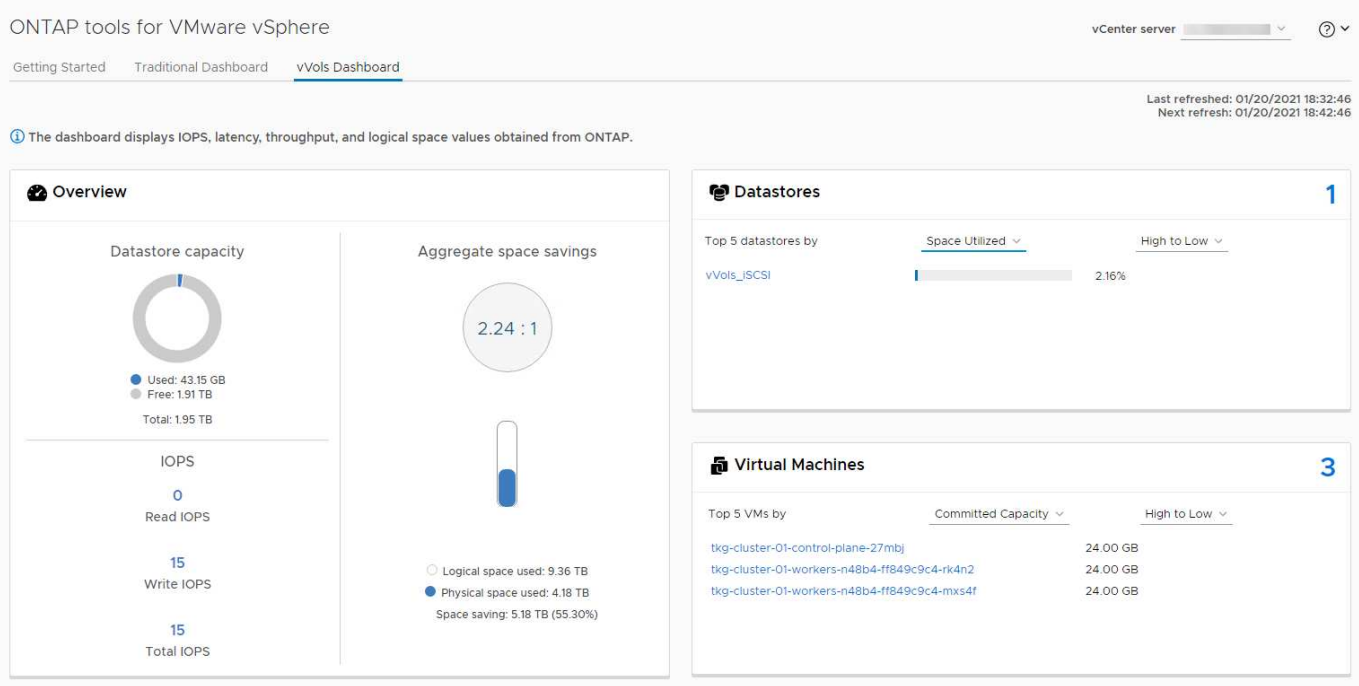 ONTAP tools for VMware vSphere
vCenter server
Getting Started Traditional Dashboard vVols Dashboard
Last refreshed: 01/20/2021 18:32:46
Next refresh: 01/20/2021 18:42:46
The dashboard displays IOPS, latency, throughput, and logical space values obtained from ONTAP.
Overview
Datastore capacity
Used: 43.15 GB
Free: 1.91 TB
Total: 1.95 TB
IOPS
0
Read IOPS
15
Write IOPS
15
Total IOPS
Aggregate space savings
2.24 : 1
Logical space used: 9.36 TB
Physical space used: 4.18 TB
Space saving: 5.18 TB (55.30%)
Datastores 1
Top 5 datastores by Space Utilized High to Low
vVols_iSCSI 2.16%
Virtual Machines 3
Top 5 VMs by Committed Capacity High to Low
tkg-cluster-01-control-plane-27mbj 24.00 GB
tkg-cluster-01-workers-n48b4-ff849c9c4-rk4n2 24.00 GB
tkg-cluster-01-workers-n48b4-ff849c9c4-mxs4f 24.00 GB